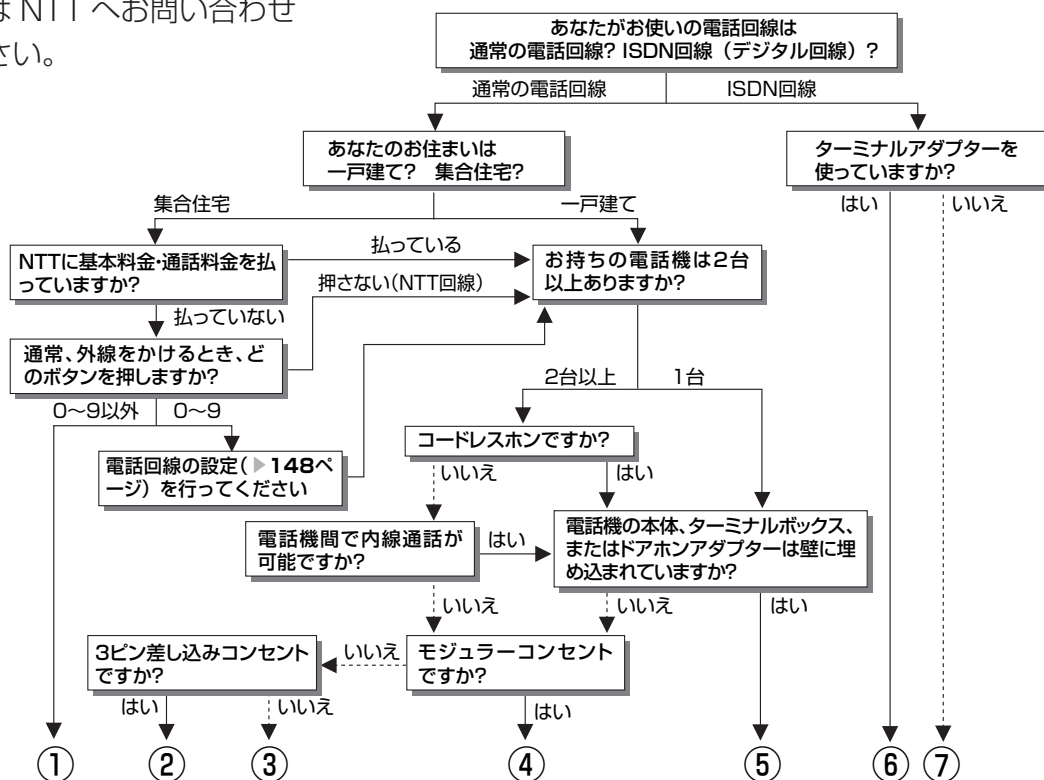 は NTT へお問い合わせ
さい。
あなたがお使いの電話回線は
通常の電話回線? ISDN回線（デジタル回線）?
通常の電話回線
ISDN回線
あなたのお住まいは
一戸建て?　集合住宅?
ターミナルアダプターを
使っていますか?
集合住宅
一戸建て
はい
いいえ
NTTに基本料金・通話料金を払
っていますか?
払っている
お持ちの電話機は2台
以上ありますか?
押さない(NTT回線)
払っていない
通常、外線をかけるとき、ど
のボタンを押しますか?
2台以上
1台
0〜9以外
0〜9
コードレスホンですか?
電話回線の設定(▶148ペ
ージ）を行ってください
いいえ
はい
電話機間で内線通話が
可能ですか?
はい
電話機の本体、ターミナルボックス、
またはドアホンアダプターは壁に埋
め込まれていますか?
いいえ
いいえ
はい
3ピン差し込みコンセント
ですか?
いいえ
モジュラーコンセント
ですか?
はい
いいえ
はい
①
②
③
④
⑤
⑥
⑦